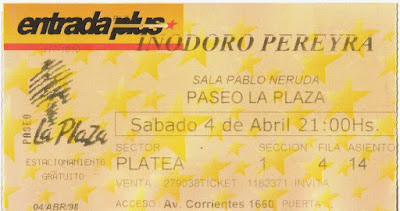 entrada plus
INODORO PEREYRA
SALA PABLO NERUDA
PASEO LA PLAZA
PASEO
La Plaza
Sabado 4 de Abril 21:00Hs.
ESTACIONAMIENTO
GRATUITO
SECTOR SECCION FILA ASIENTO
PLATEA 1 4 14
VENTA 279038TICKET 1182371 INVITA
04/ABR/98 ACCESO Av. Corrientes 1660 PUERTA